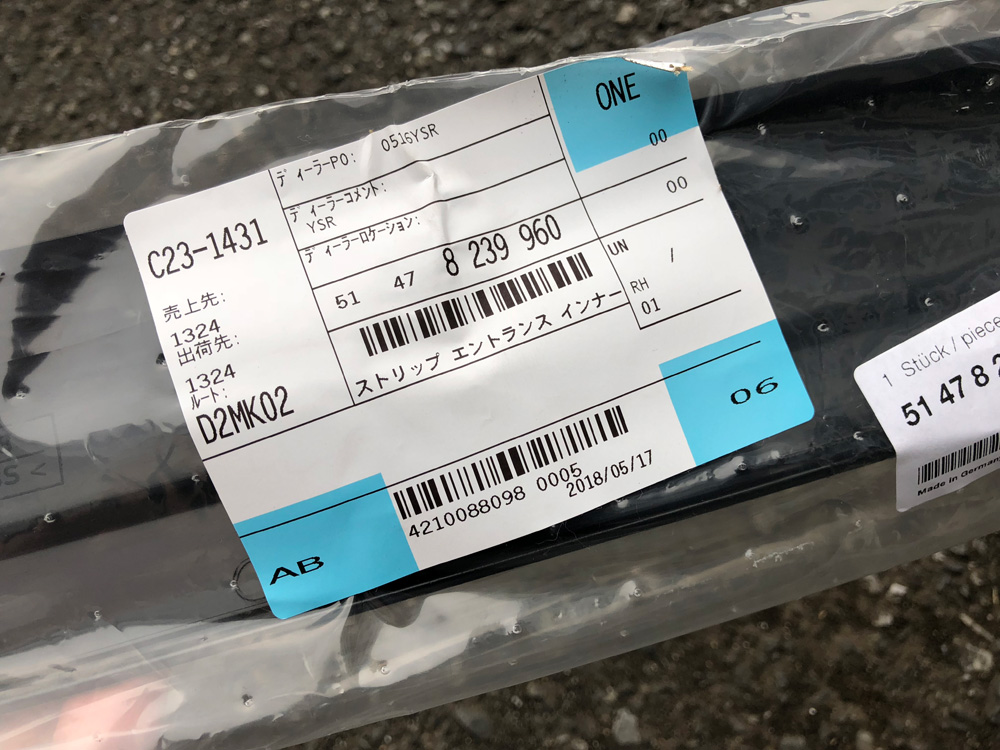 ONE
ディーラーPO: 0516YSR
00
ディーラーコメント:
YSR
00
ディーラーロケーション:
C23-1431
51 47 8 239 960
UN /
売上先:
1324
出荷先:
1324
ルート:
D2MK02
ストリップ エントランス インナー
RH
01
06
4210088098 0005
2018/05/17
AB
1 Stück / piece
51 47 8
Made in German